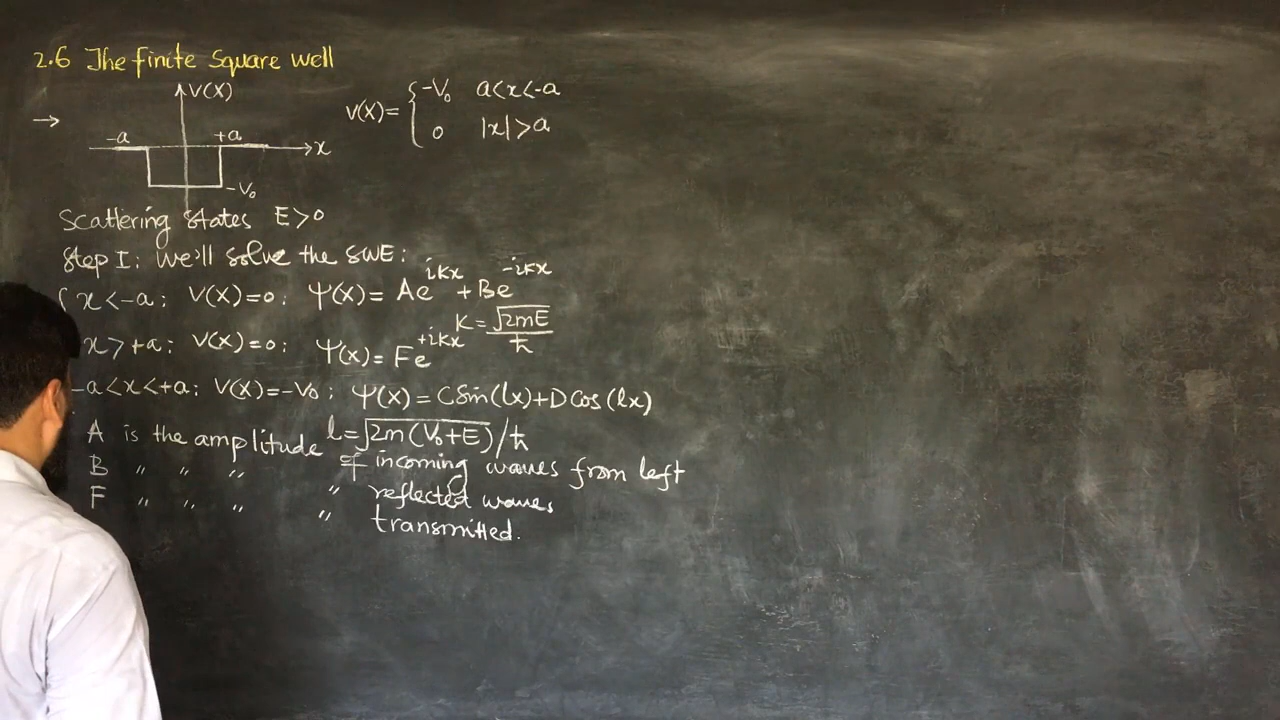 2.6 The finite Square well
V(x)
→
-a +a x
-V₀
V(x)= { -V₀ a<x<-a
0 |x|>a
Scattering States E>0
Step I: We'll solve the SWE:
{ x<-a; V(x)=0; Ψ(x)= Ae^{ikx} + Be^{-ikx}
K= √2mE / ħ
x>+a; V(x)=0; Ψ(x)= Fe^{+ikx}
-a<x<+a; V(x)=-V₀; Ψ(x)= C Sin(lx)+D Cos(lx)
l=√2m(V₀+E)/ħ
A is the amplitude of incoming waves from left
B " " " " reflected waves
F " " " " transmitted.